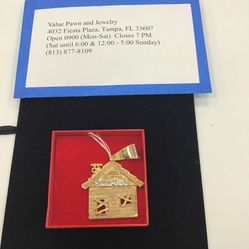 Value Pawn and Jewelry
4032 Fiesta Plaza, Tampa, FL 33607
Open 0900 (Mon-Sat) Closes 7 PM
(Sat until 6:00 & 12:00 - 5:00 Sunday)
(813) 877-8109